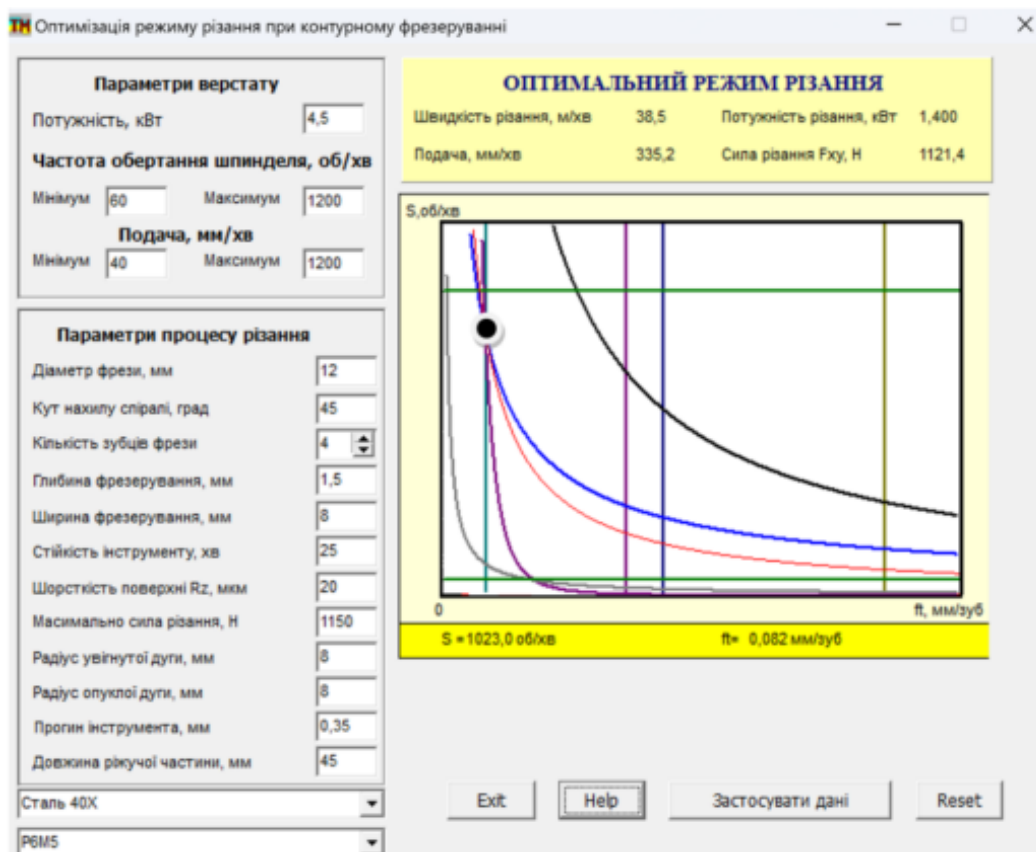 TM Оптимизація режиму різання при контурному фрезеруванні
Параметри верстату
Потужність, кВт 4,5
Частота обертання шпинделя, об/хв
Мінімум 60 Максимум 1200
Подача, мм/хв
Мінімум 40 Максимум 1200
Параметри процесу різання
Діаметр фрези, мм 12
Кут нахилу спіралі, град 45
Кількість зубців фрези 4
Глибина фрезерування, мм 1,5
Ширина фрезерування, мм 8
Стійкість інструменту, хв 25
Шорсткість поверхні Rz, мкм 20
Масимально сила різання, Н 1150
Радіус увігнутої дуги, мм 8
Радіус опуклої дуги, мм 8
Прогин інструмента, мм 0,35
Довжина ріжучої частини, мм 45
Сталь 40Х
Р6М5
ОПТИМАЛЬНИЙ РЕЖИМ РІЗАННЯ
Швидкість різання, м/хв 38,5 Потужність різання, кВт 1,400
Подача, мм/хв 335,2 Сила різання Fxy, Н 1121,4
S,об/хв
0 ft, мм/зуб
S =1023,0 об/хв ft= 0,082 мм/зуб
Exit Help Застосувати дані Reset